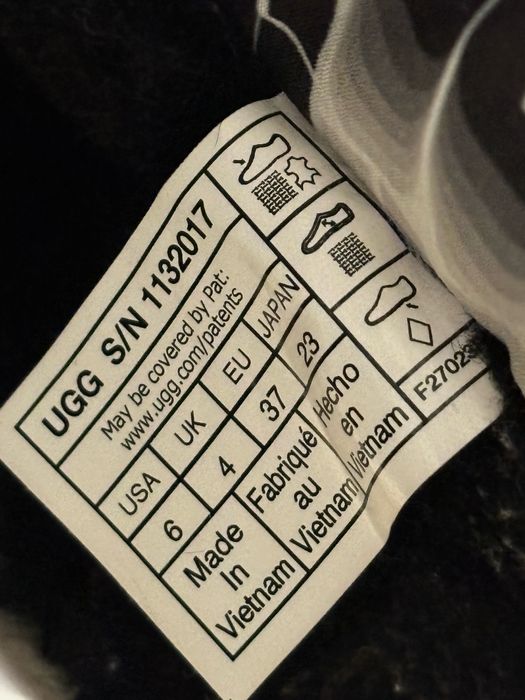 UGG S/N 1132017
May be covered by Pat:
www.ugg.com/patents
USA UK EU JAPAN
6 4 37 23
Made In Vietnam
Fabriqué au Vietnam
Hecho en Vietnam